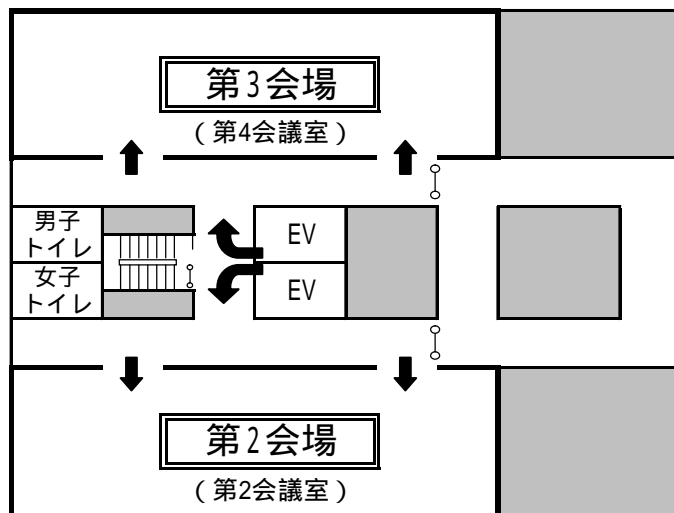 第3会場
(第4会議室)
男子
トイレ
女子
トイレ
EV
EV
第2会場
(第2会議室)